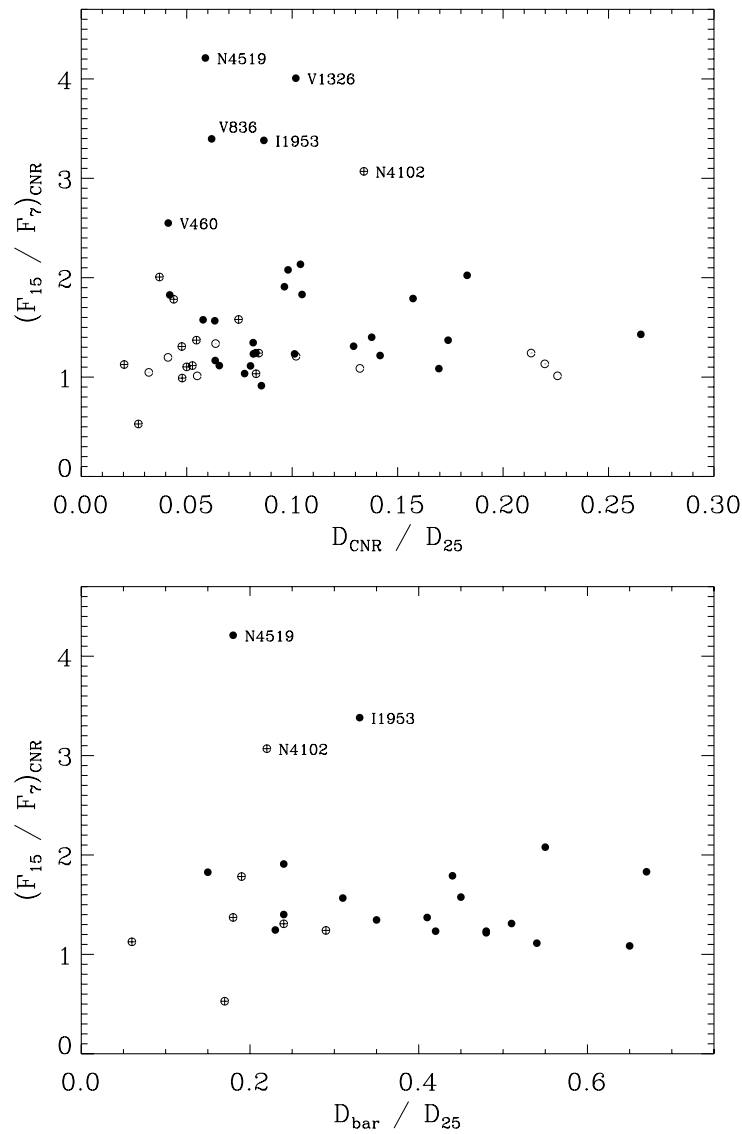 4
3
2
1
0
(F15 / F7)CNR
N4519
V1326
V836
I1953
N4102
V460
0.00 0.05 0.10 0.15 0.20 0.25 0.30
DCNR / D25
4
3
2
1
0
(F15 / F7)CNR
N4519
I1953
N4102
0.0 0.2 0.4 0.6
Dbar / D25